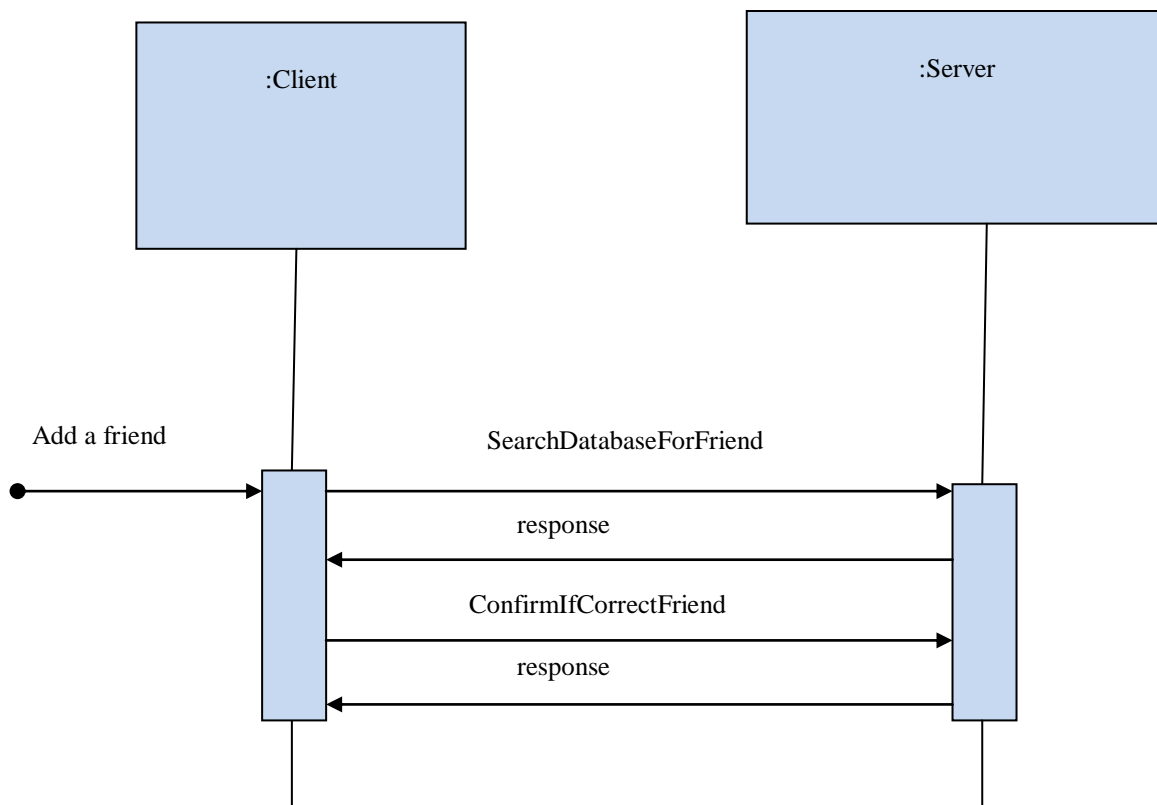 :Client
:Server
Add a friend
SearchDatabaseForFriend
response
ConfirmIfCorrectFriend
response